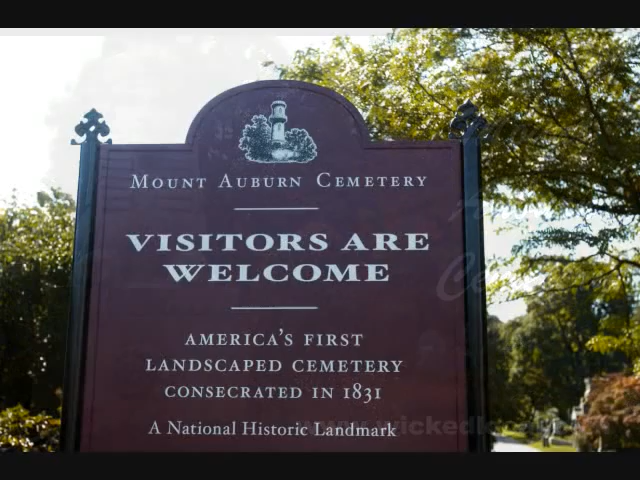 MOUNT AUBURN CEMETERY
VISITORS ARE
WELCOME
AMERICA'S FIRST
LANDSCAPED CEMETERY
CONSECRATED IN 1831
A National Historic Landmark